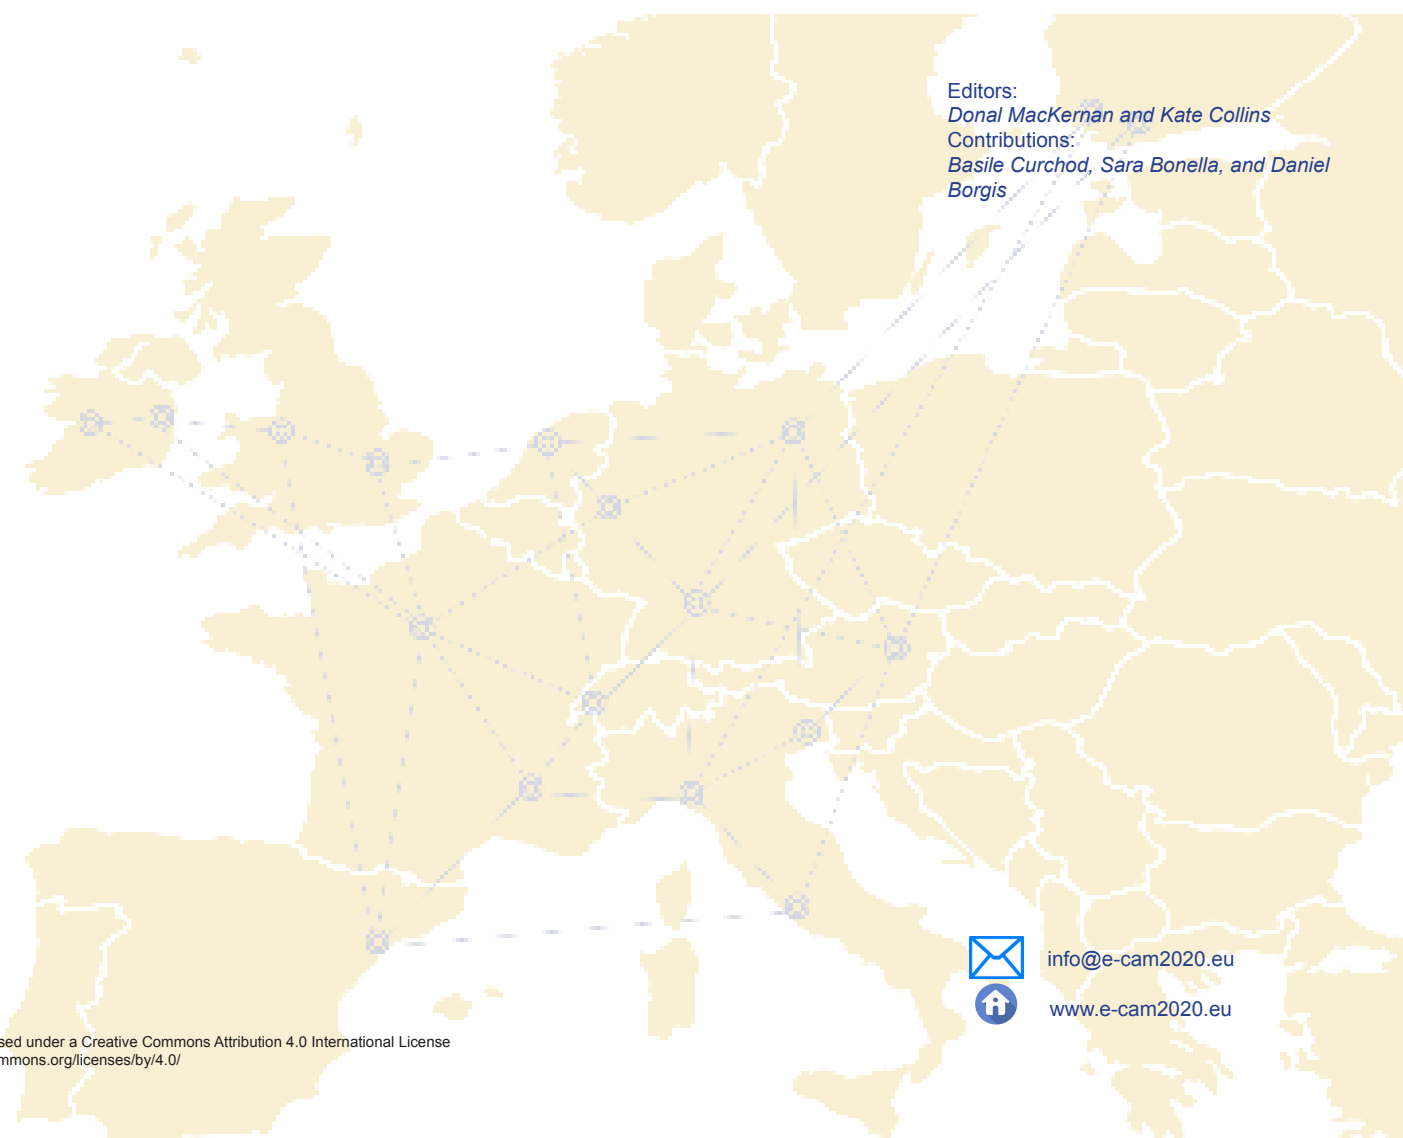 Editors:
Donal MacKernan and Kate Collins
Contributions:
Basile Curchod, Sara Bonella, and Daniel
Borgis
info@e-cam2020.eu
www.e-cam2020.eu
sed under a Creative Commons Attribution 4.0 International License
mmons.org/licenses/by/4.0/